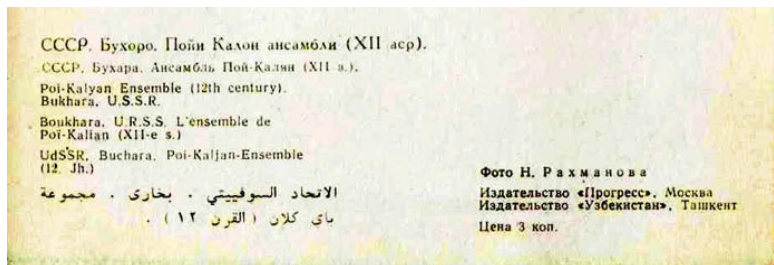 СССР. Бухоро. Пойи Калон ансамбли (XII аср).
СССР. Бухара. Ансамбль Пой-Калян (XII в.).
Poi-Kalyan Ensemble (12th century).
Bukhara, U.S.S.R.
Boukhara, U.R.S.S. L'ensemble de
Poï-Kalian (XII-e s.)
UdSSR, Buchara, Poi-Kaljan-Ensemble
(12. Jh.)
الاتحاد السوفييتي . بخارى . مجموعة
باي كلان ( القرن ١٢ ) .
Фото Н. Рахманова
Издательство «Прогресс», Москва
Издательство «Узбекистан», Ташкент
Цена 3 коп.